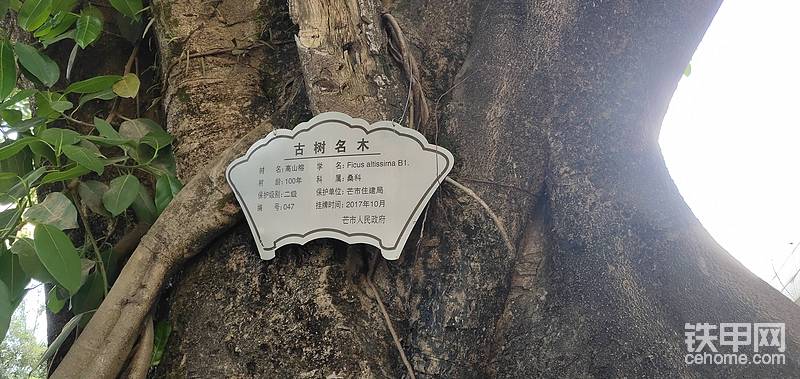 古树名木
树 名：高山榕 学 名：Ficus altissima B1.
树 龄：100年 科 属：桑科
保护级别：二级 保护单位：芒市住建局
编 号：047 挂牌时间：2017年10月
芒市人民政府
铁甲网
cehome.com